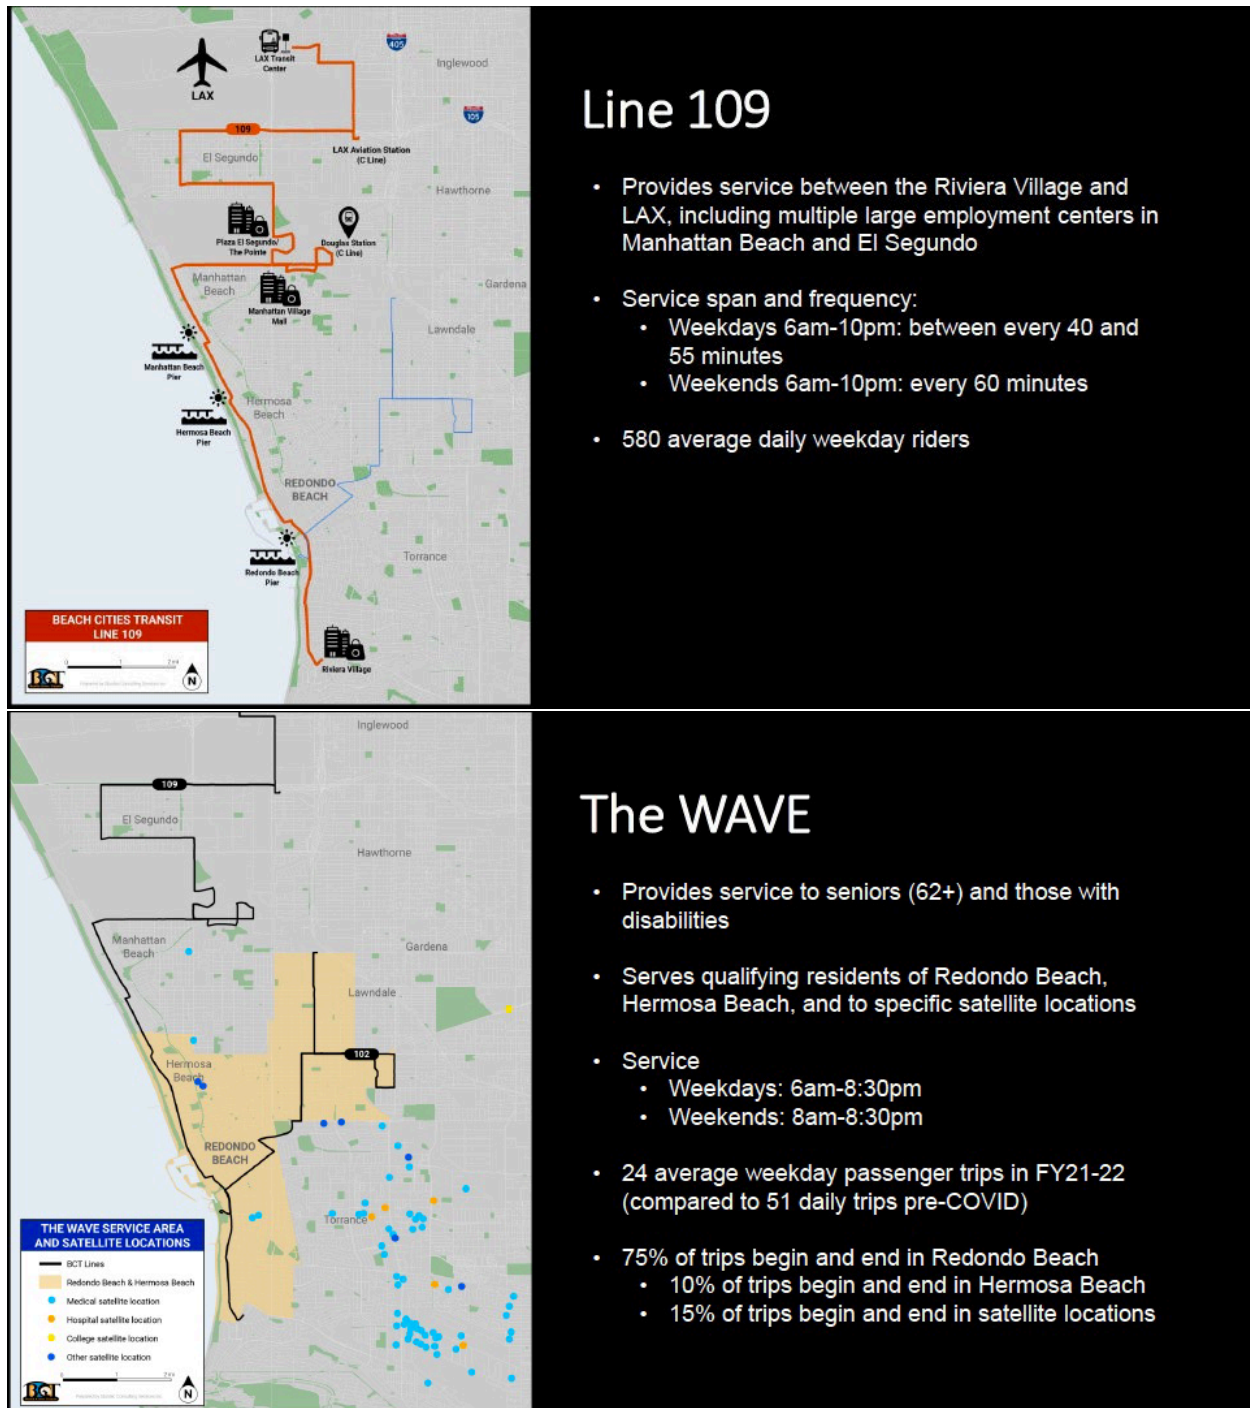 LAX Transit
Center
405
Inglewood
LAX
105
109
LAX Aviation Station
(C Line)
El Segundo
Hawthorne
Plaza El Segundo/
The Pointe
Douglas Station
(C Line)
Manhattan
Beach
Gardena
Manhattan Village
Mall
Lawndale
Manhattan Beach
Pier
Hermosa
Beach
Hermosa Beach
Pier
REDONDO
BEACH
Torrance
Redondo Beach
Pier
BEACH CITIES TRANSIT
LINE 109
0 1 2 mi
BCT
N
Riviera Village
Line 109
• Provides service between the Riviera Village and
LAX, including multiple large employment centers in
Manhattan Beach and El Segundo
• Service span and frequency:
• Weekdays 6am-10pm: between every 40 and
55 minutes
• Weekends 6am-10pm: every 60 minutes
• 580 average daily weekday riders
Inglewood
109
El Segundo
Hawthorne
Manhattan
Beach
Gardena
Lawndale
102
Hermosa
Beach
REDONDO
BEACH
Torrance
THE WAVE SERVICE AREA
AND SATELLITE LOCATIONS
BCT Lines
Redondo Beach & Hermosa Beach
Medical satellite location
Hospital satellite location
College satellite location
Other satellite location
0 1 2 mi
BCT
N
The WAVE
• Provides service to seniors (62+) and those with
disabilities
• Serves qualifying residents of Redondo Beach,
Hermosa Beach, and to specific satellite locations
• Service
• Weekdays: 6am-8:30pm
• Weekends: 8am-8:30pm
• 24 average weekday passenger trips in FY21-22
(compared to 51 daily trips pre-COVID)
• 75% of trips begin and end in Redondo Beach
• 10% of trips begin and end in Hermosa Beach
• 15% of trips begin and end in satellite locations